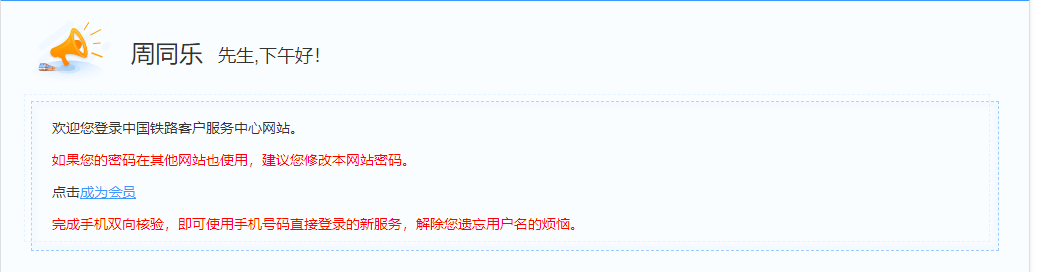 周同乐 先生,下午好!
欢迎您登录中国铁路客户服务中心网站。
如果您的密码在其他网站也使用，建议您修改本网站密码。
点击成为会员
完成手机双向核验，即可使用手机号码直接登录的新服务，解除您遗忘用户名的烦恼。